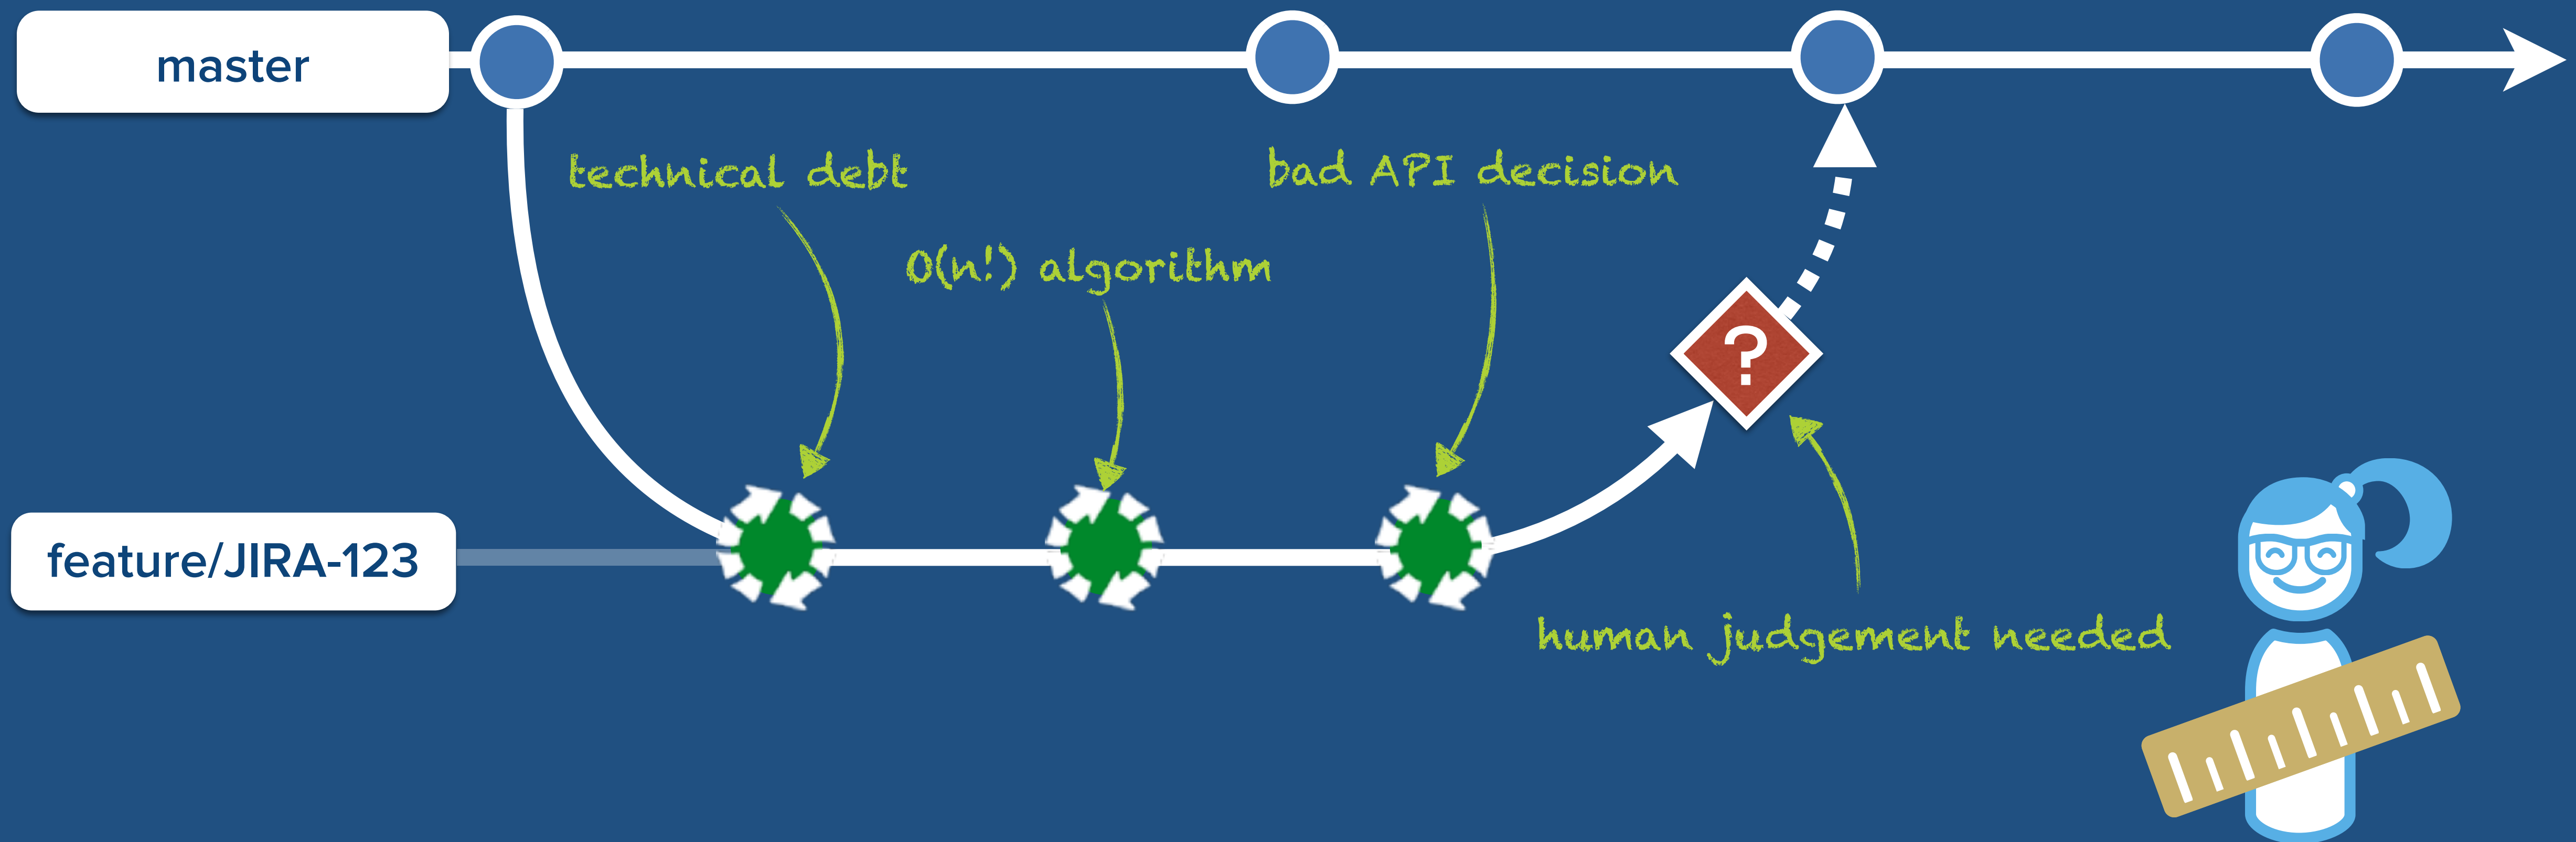 master
technical debt
bad API decision
O(n!) algorithm
?
feature/JIRA-123
human judgement needed